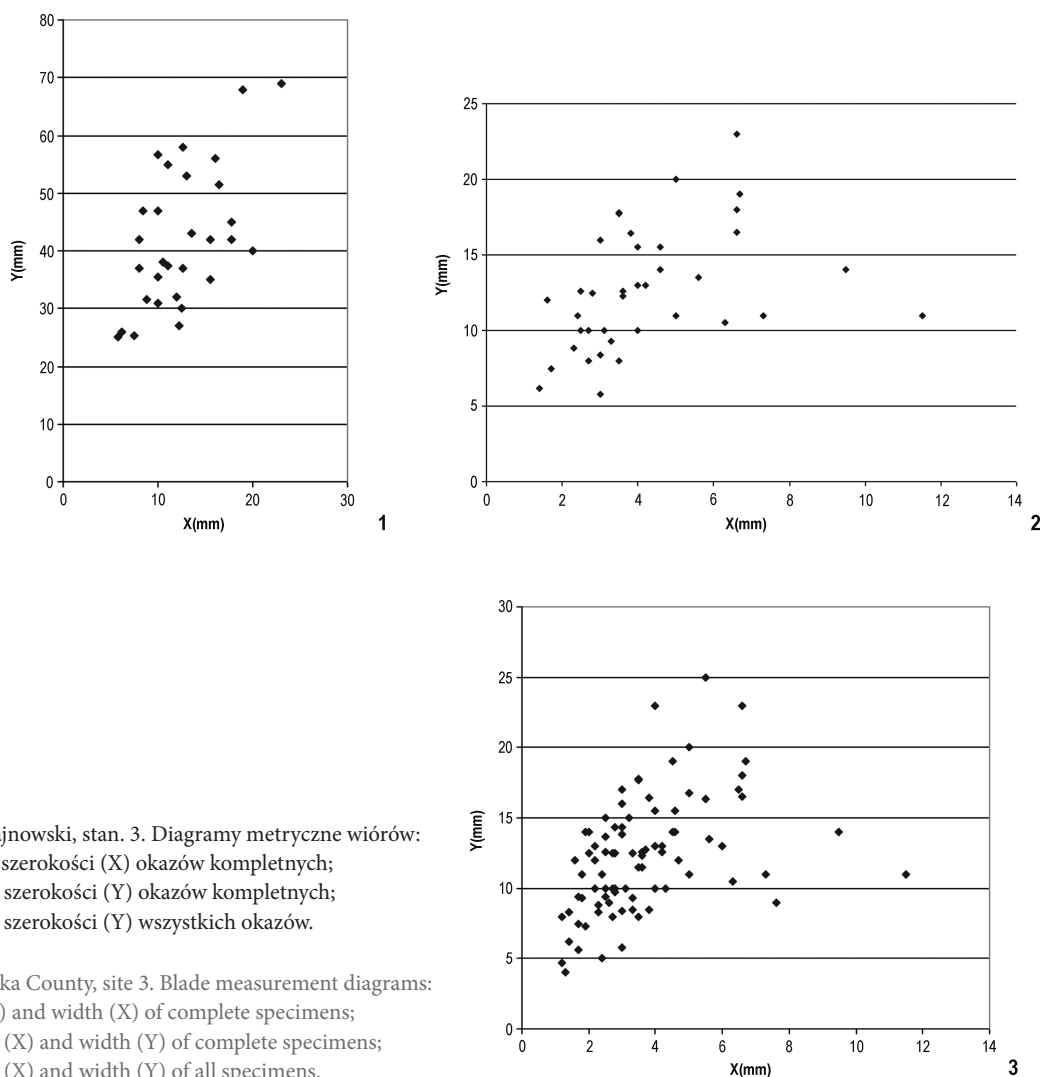 80
70
60
50
40
30
20
10
0
Y(mm)
0 10 20 30
X(mm)
1
25
20
15
10
5
0
Y(mm)
0 2 4 6 8 10 12 14
X(mm)
2
30
25
20
15
10
5
0
Y(mm)
0 2 4 6 8 10 12 14
X(mm)
3
ajnowski, stan. 3. Diagramy metryczne wiórów:
szerokości (X) okazów kompletnych;
szerokości (Y) okazów kompletnych;
szerokości (Y) wszystkich okazów.
ka County, site 3. Blade measurement diagrams:
) and width (X) of complete specimens;
(X) and width (Y) of complete specimens;
(X) and width (Y) of all specimens.